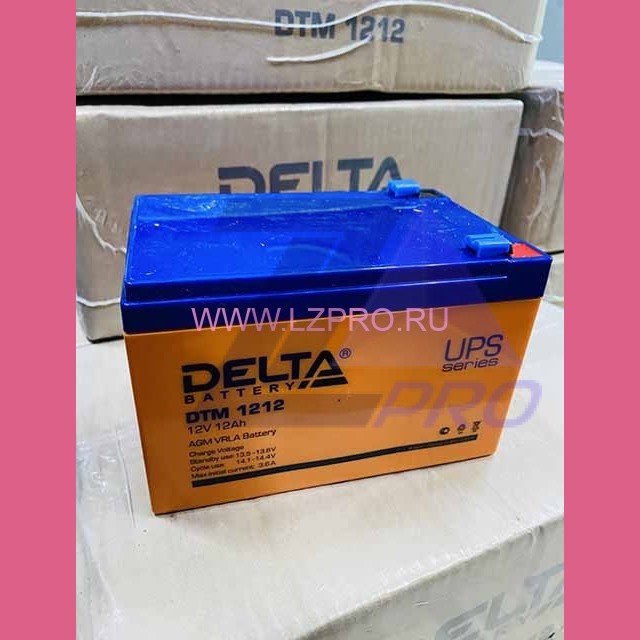 DTM 1212
DELTA
WWW.LZPRO.RU
DELTA®
BATTERY
DTM 1212
12V 12Ah
AGM VRLA Battery
Charge Voltage
Standby use: 13.5-13.8V
Cycle use: 14.1-14.4V
Max initial current: 3.6A
UPS
series
PRO
DELTA